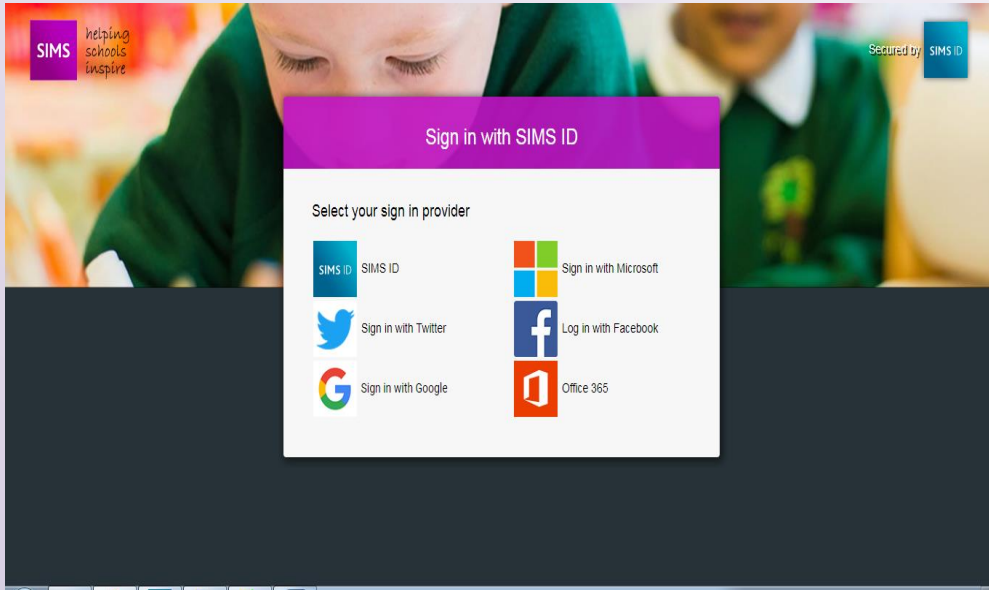 SIMS
helping
schools
inspire
Secured by
SIMS ID
Sign in with SIMS ID
Select your sign in provider
SIMS ID
SIMS ID
Sign in with Microsoft
Sign in with Twitter
Log in with Facebook
Sign in with Google
Office 365